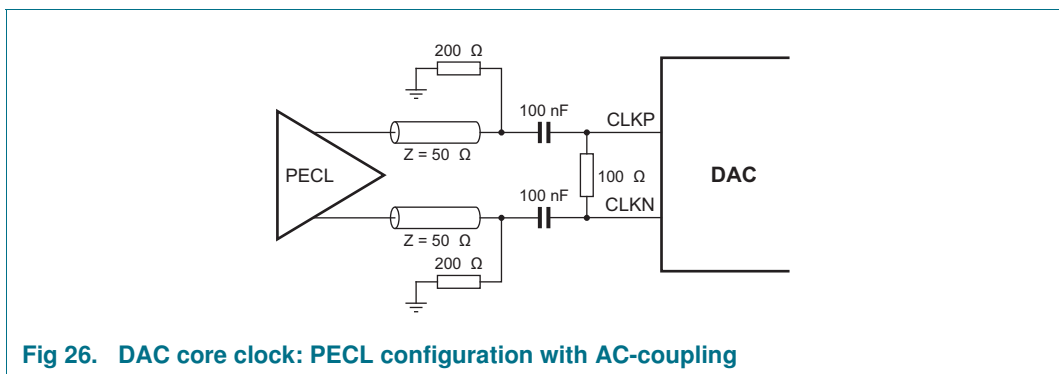 200 Ω
100 nF
CLKP
Z = 50 Ω
PECL
100 Ω
DAC
100 nF
CLKN
Z = 50 Ω
200 Ω
Fig 26. DAC core clock: PECL configuration with AC-coupling